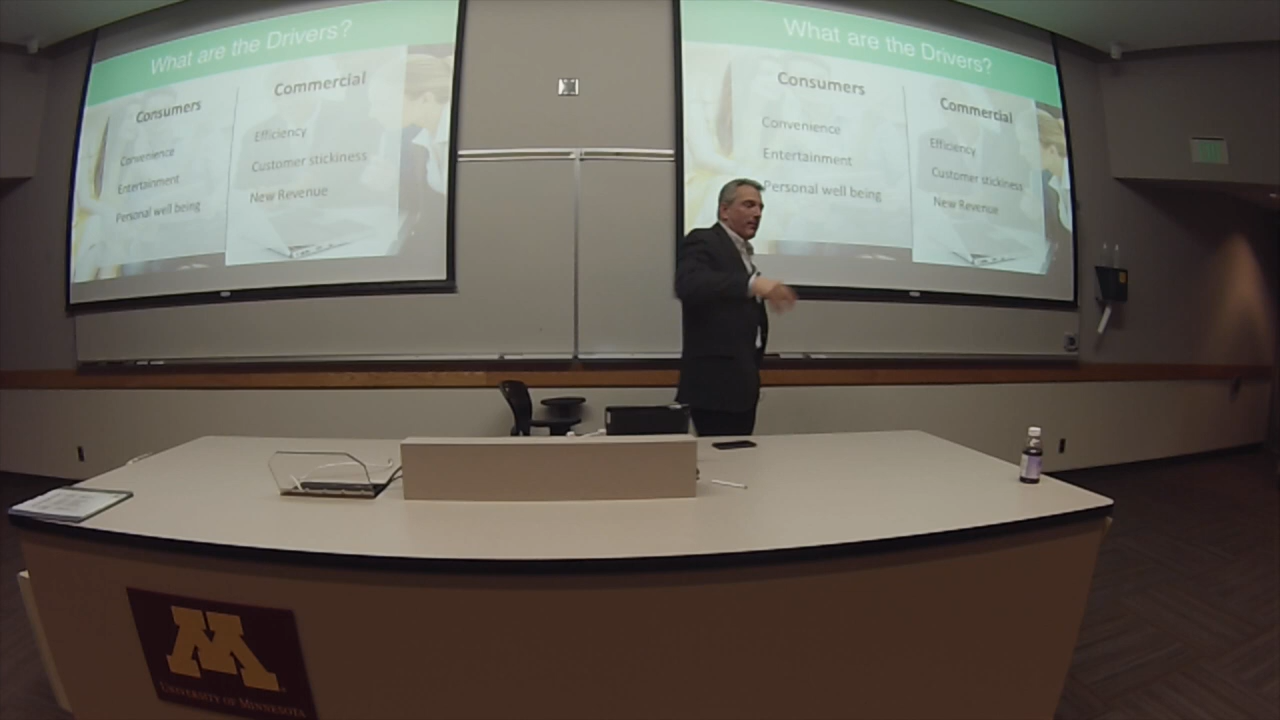 What are the Drivers?
Consumers
Convenience
Entertainment
Personal well being
Commercial
Efficiency
Customer stickiness
New Revenue
What are the Drivers?
Consumers
Convenience
Entertainment
Personal well being
Commercial
Efficiency
Customer stickiness
New Revenue
M
UNIVERSITY OF MINNESOTA